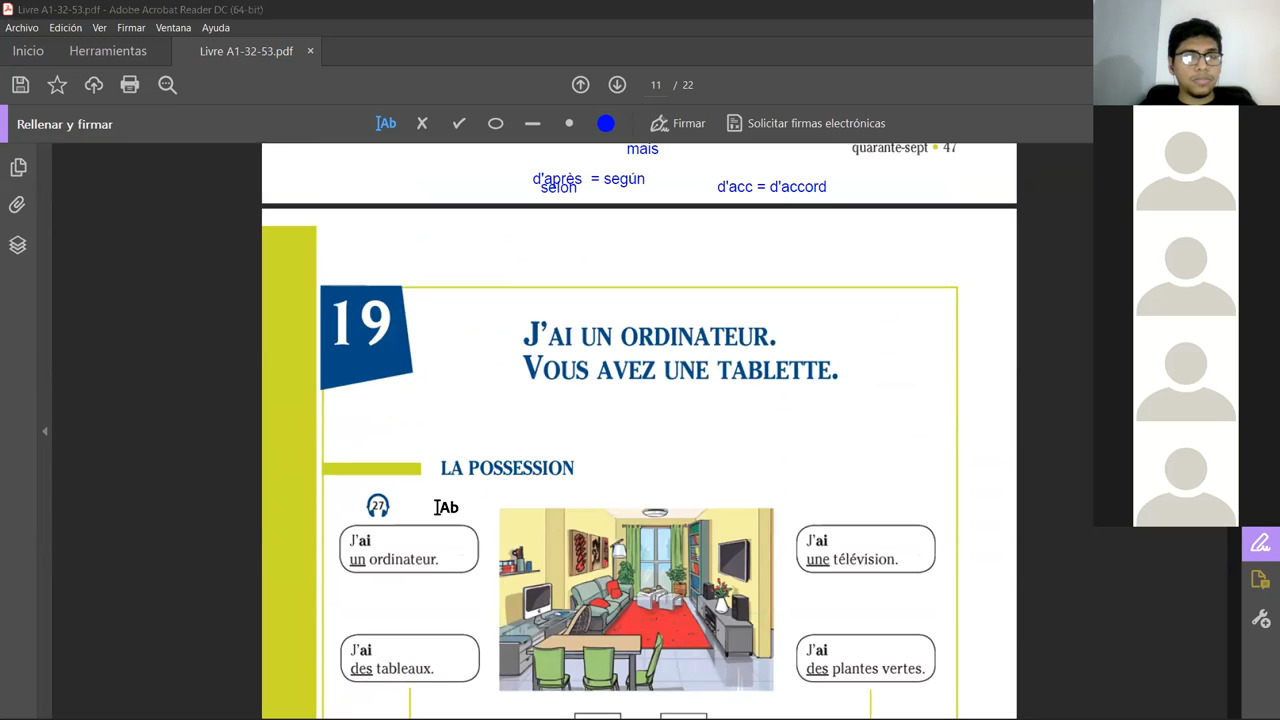 Livre A1-32-53.pdf - Adobe Acrobat Reader DC (64-bit)
Archivo Edición Ver Firmar Ventana Ayuda
Inicio Herramientas Livre A1-32-53.pdf ×
11 / 22
Rellenar y firmar Ab Firmar Solicitar firmas electrónicas
mais quarante-sept • 47
d'après = según
selon d'acc = d'accord
19
J'AI UN ORDINATEUR.
VOUS AVEZ UNE TABLETTE.
LA POSSESSION
27 Ab
J'ai
un ordinateur.
J'ai
une télévision.
J'ai
des tableaux.
J'ai
des plantes vertes.